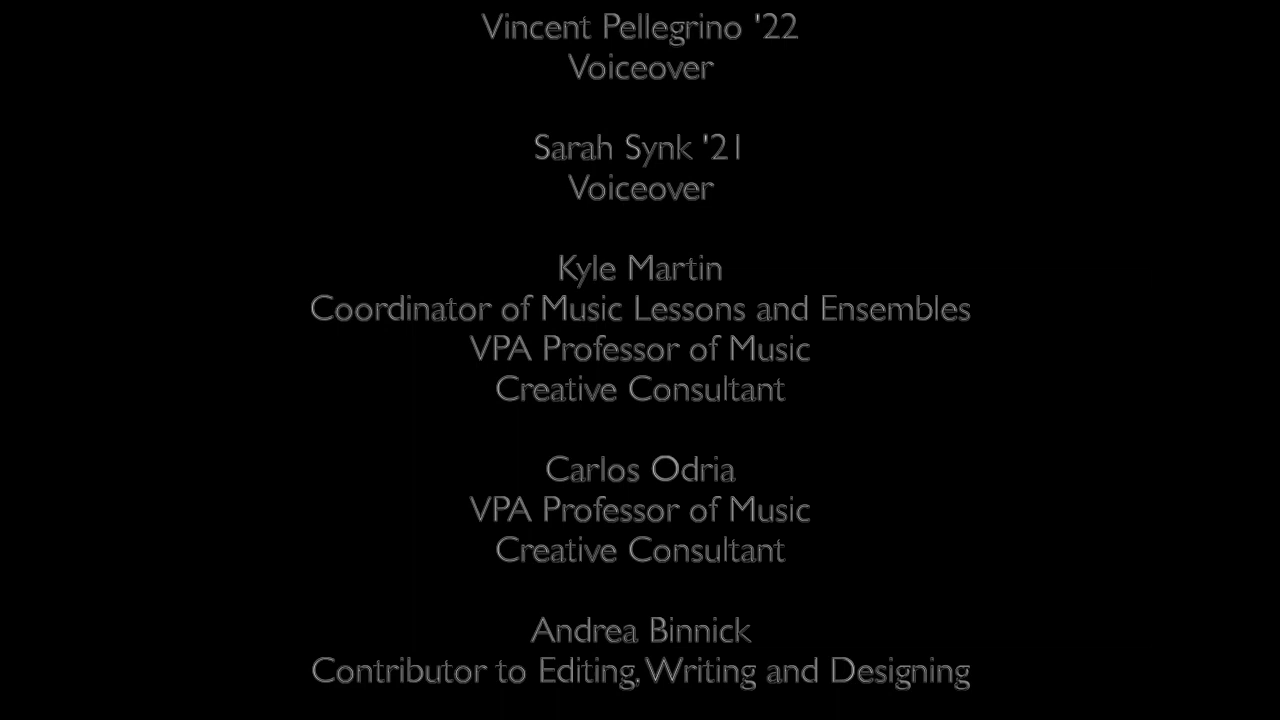 Vincent Pellegrino '22
Voiceover
Sarah Synk '21
Voiceover
Kyle Martin
Coordinator of Music Lessons and Ensembles
VPA Professor of Music
Creative Consultant
Carlos Odria
VPA Professor of Music
Creative Consultant
Andrea Binnick
Contributor to Editing, Writing and Designing